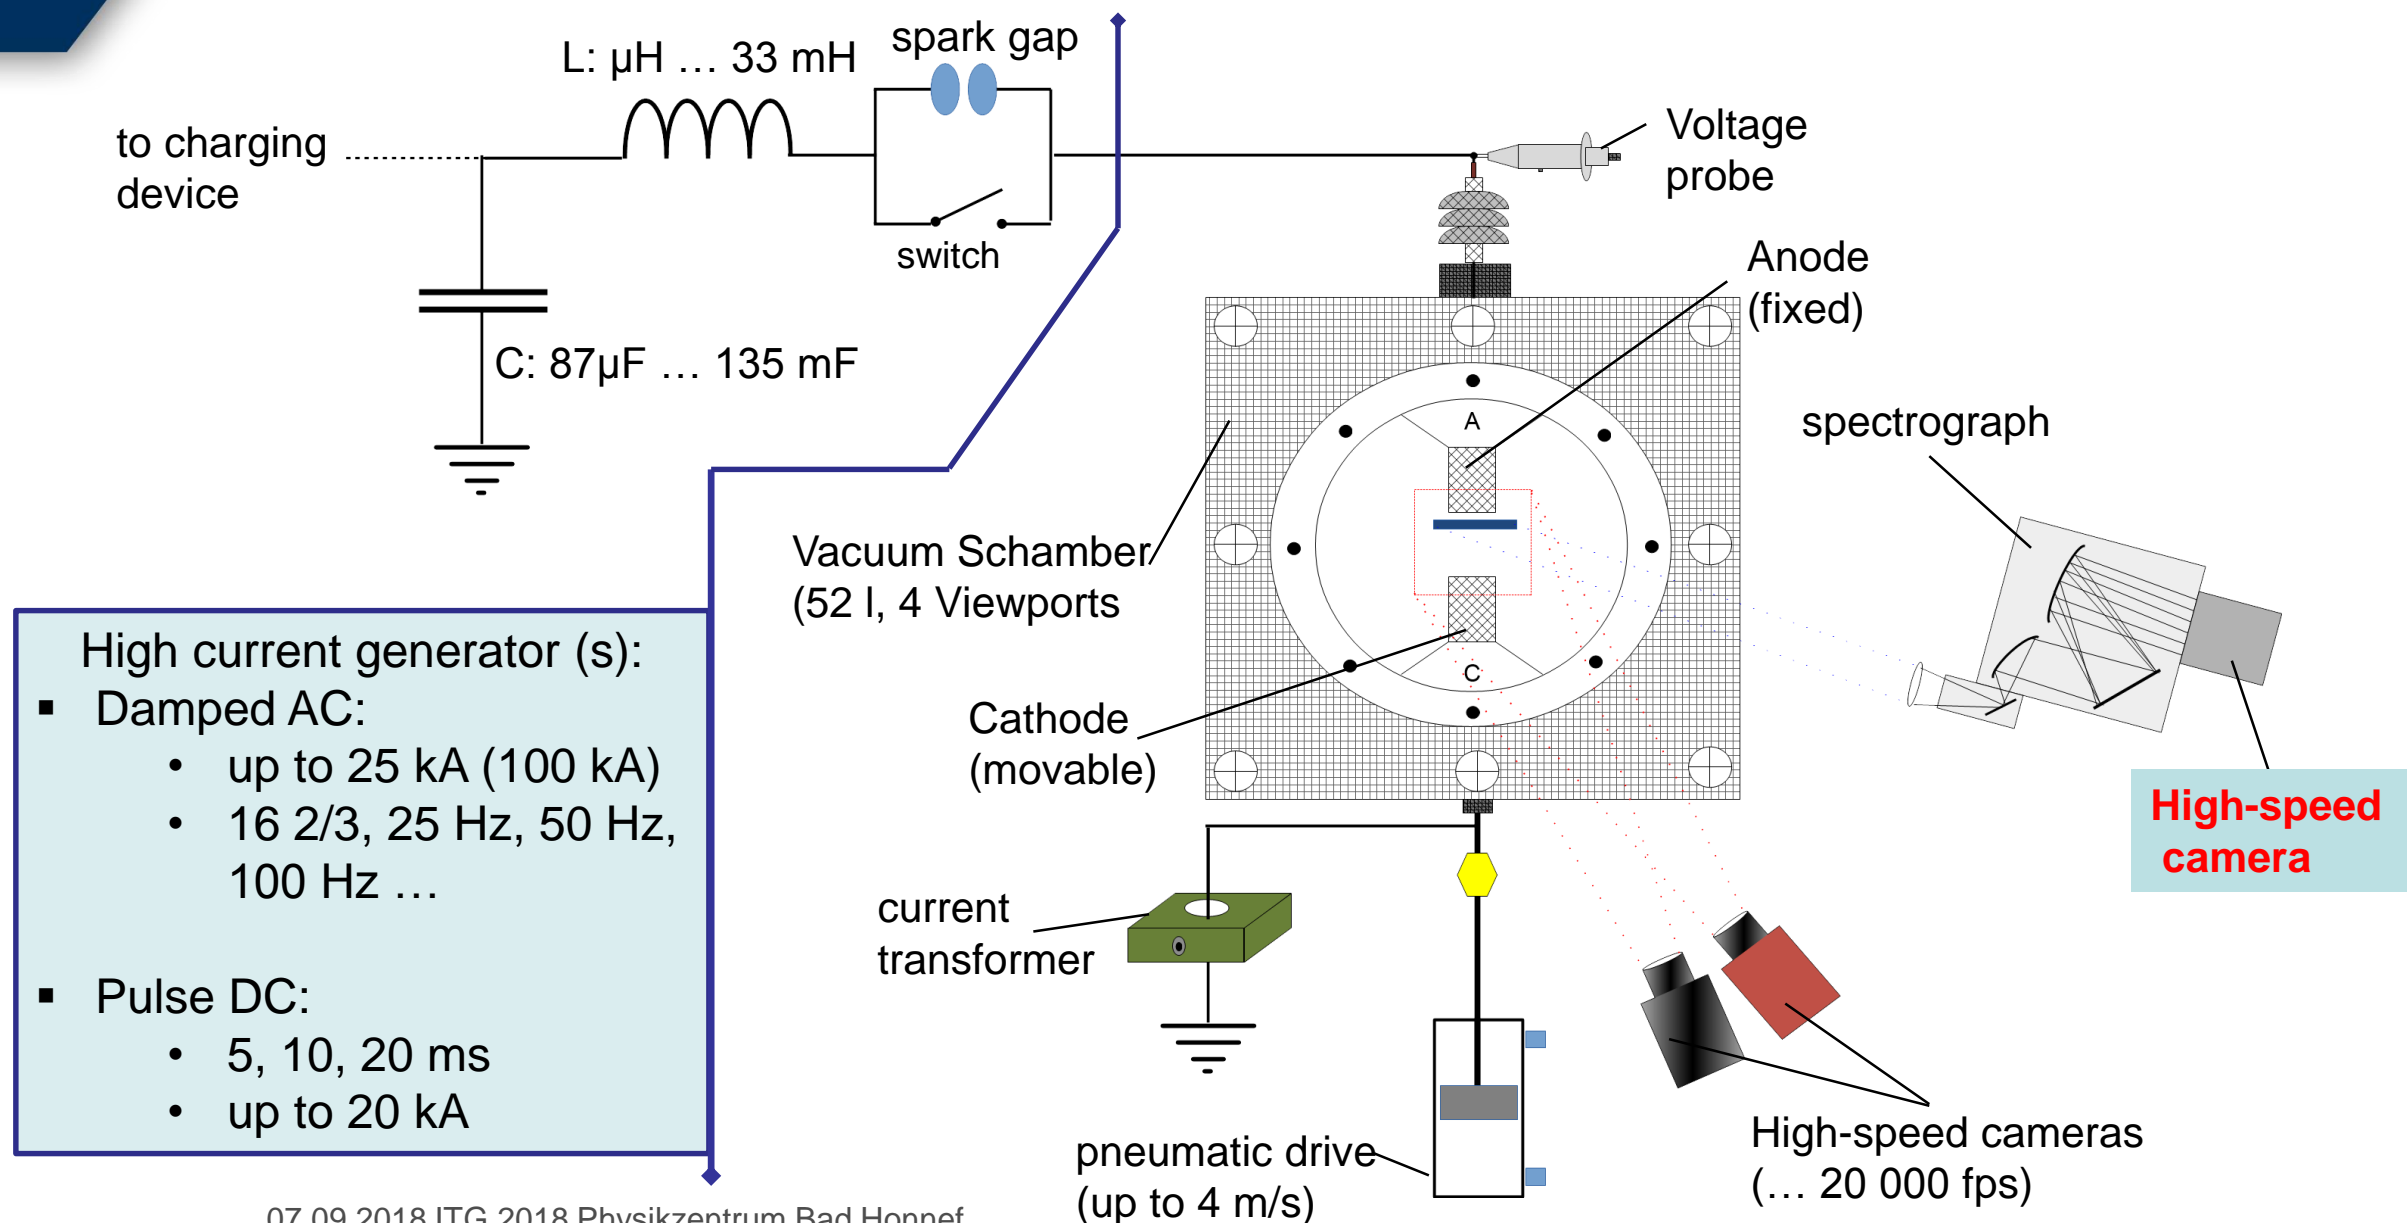 L: µH … 33 mH
spark gap
to charging
device
switch
C: 87µF … 135 mF
Voltage
probe
Anode
(fixed)
A
spectrograph
Vacuum Schamber
(52 l, 4 Viewports
C
Cathode
(movable)
High-speed
camera
current
transformer
pneumatic drive
(up to 4 m/s)
High-speed cameras
(… 20 000 fps)
High current generator (s):
▪ Damped AC:
• up to 25 kA (100 kA)
• 16 2/3, 25 Hz, 50 Hz,
100 Hz …
▪ Pulse DC:
• 5, 10, 20 ms
• up to 20 kA
07.09.2018 ITG 2018 Physikzentrum Bad Honnef